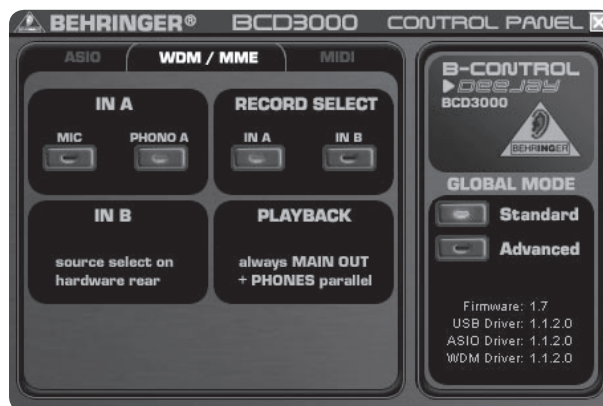 BEHRINGER® BCD3000 CONTROL PANEL
ASIO WDM / MME MIDI
IN A
MIC PHONO A
RECORD SELECT
IN A IN B
IN B
source select on
hardware rear
PLAYBACK
always MAIN OUT
+ PHONES parallel
B-CONTROL
DEEJAY
BCD3000
BEHRINGER
GLOBAL MODE
Standard
Advanced
Firmware: 1.7
USB Driver: 1.1.2.0
ASIO Driver: 1.1.2.0
WDM Driver: 1.1.2.0